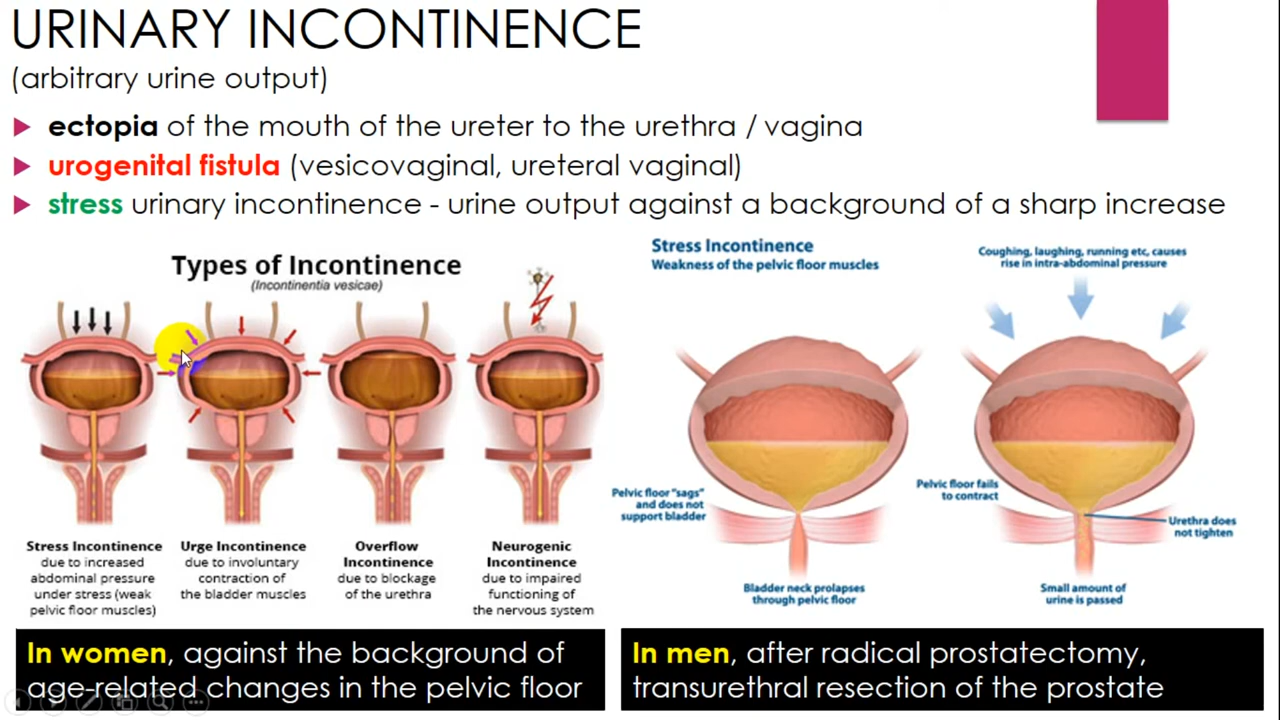 URINARY INCONTINENCE
(arbitrary urine output)
ectopia of the mouth of the ureter to the urethra / vagina
urogenital fistula (vesicovaginal, ureteral vaginal)
stress urinary incontinence - urine output against a background of a sharp increase
Types of Incontinence
(Incontinentia vesicae)
Stress Incontinence
due to increased
abdominal pressure
under stress (weak
pelvic floor muscles)
Urge Incontinence
due to involuntary
contraction of
the bladder muscles
Overflow
Incontinence
due to blockage
of the urethra
Neurogenic
Incontinence
due to impaired
functioning of
the nervous system
Stress Incontinence
Weakness of the pelvic floor muscles
Coughing, laughing, running etc, causes
rise in intra-abdominal pressure
Pelvic floor "sags"
and does not
support bladder
Bladder neck prolapses
through pelvic floor
Pelvic floor fails
to contract
Urethra does
not tighten
Small amount of
urine is passed
In women, against the background of
age-related changes in the pelvic floor
In men, after radical prostatectomy,
transurethral resection of the prostate